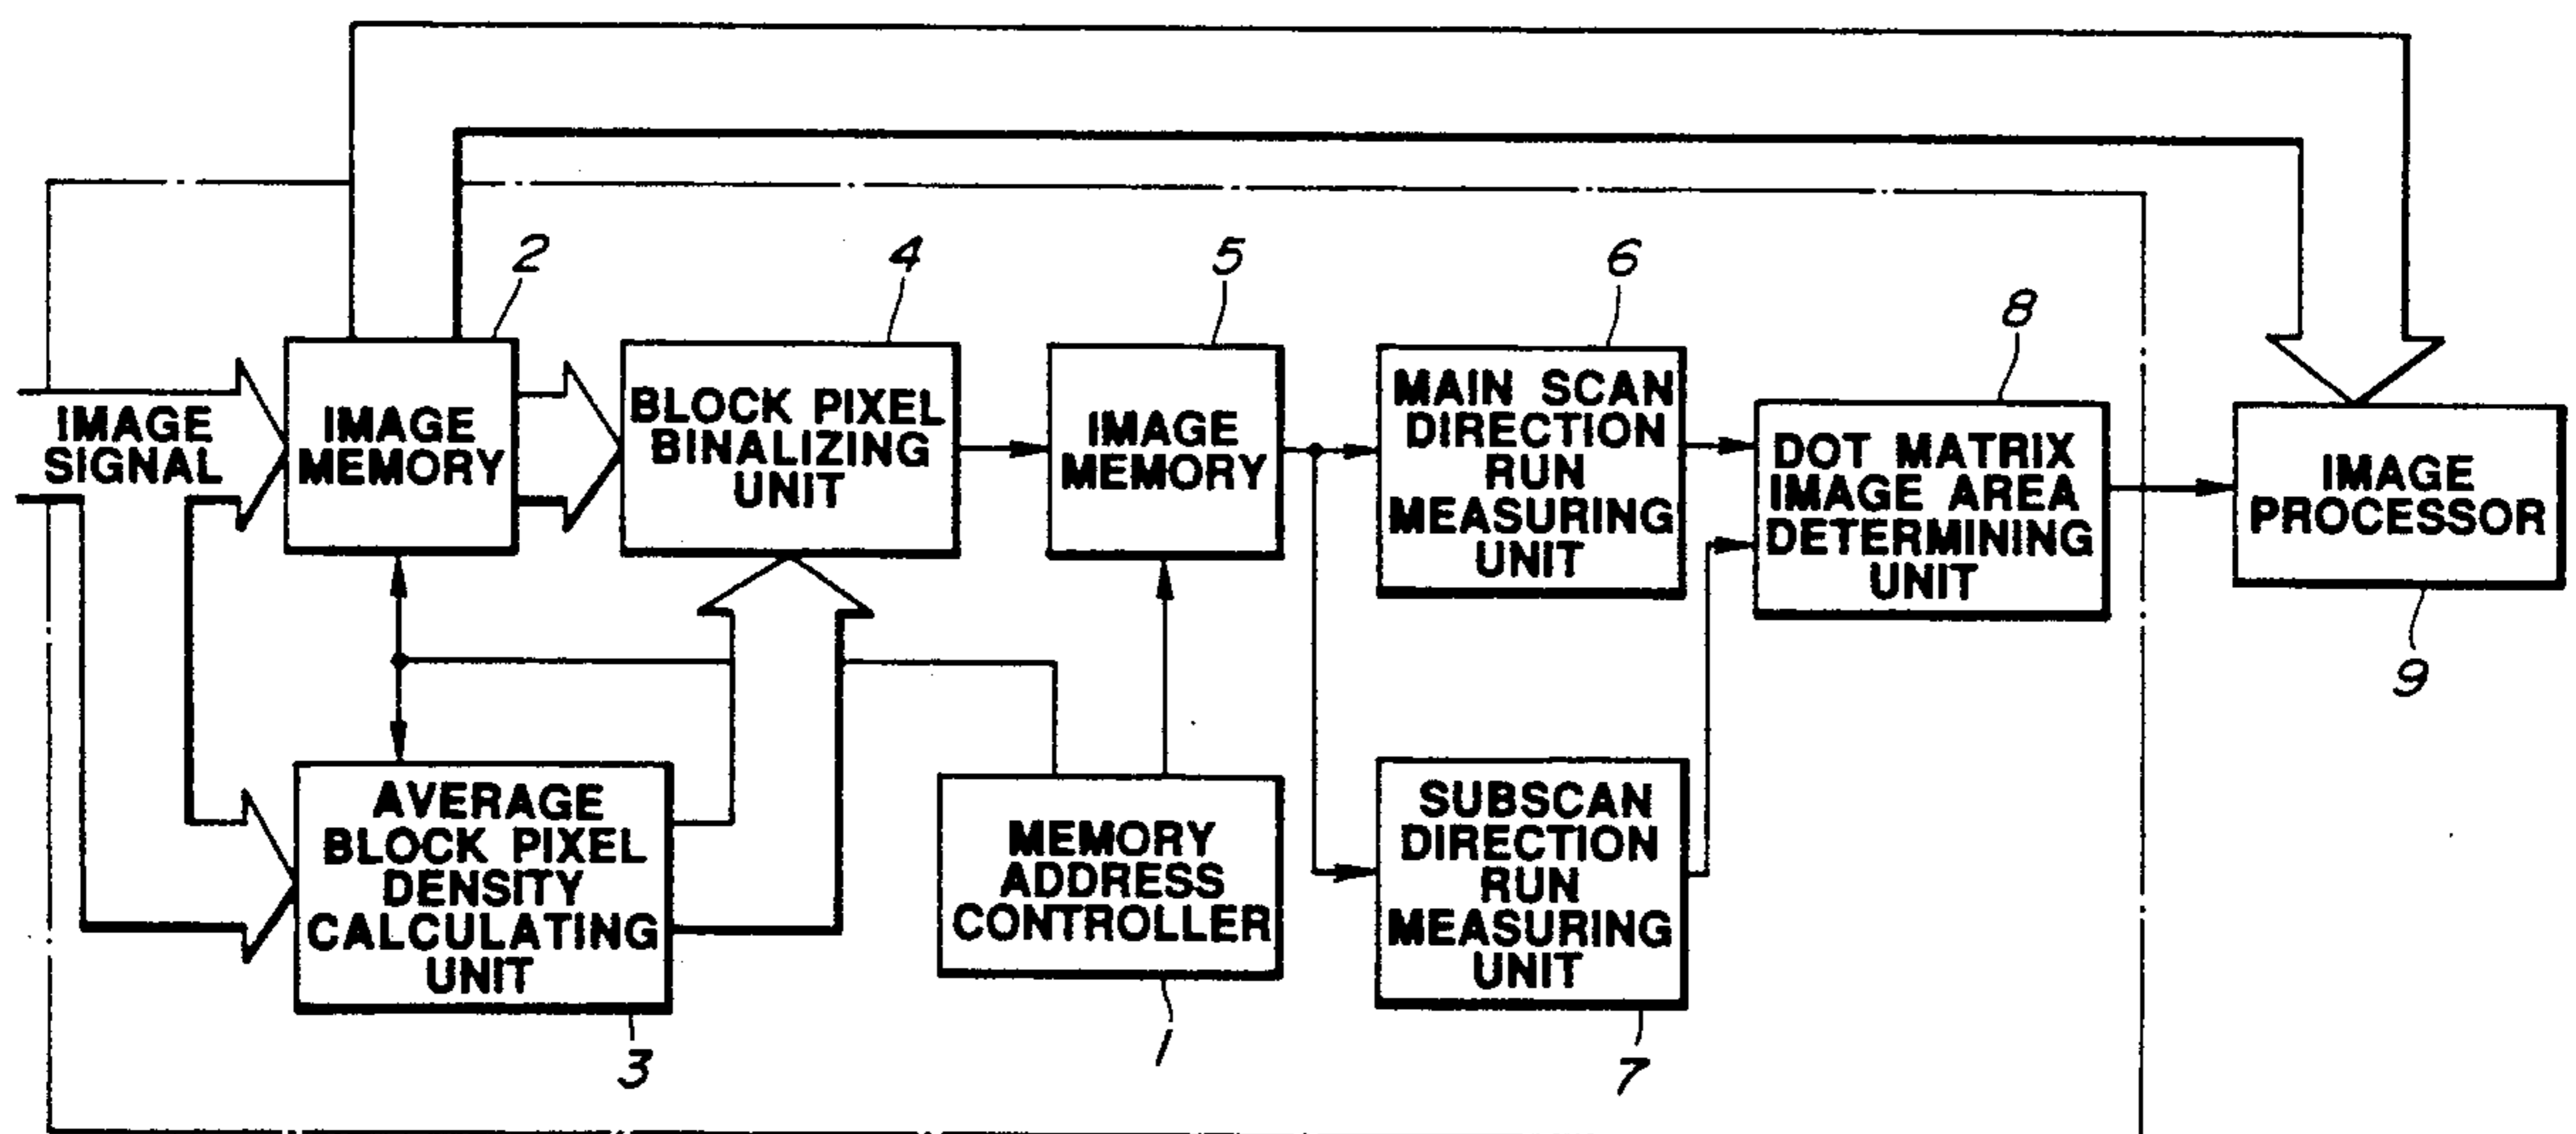 2
4
5
6
8
IMAGE
SIGNAL
IMAGE
MEMORY
BLOCK PIXEL
BINALIZING
UNIT
IMAGE
MEMORY
MAIN SCAN
DIRECTION
RUN
MEASURING
UNIT
DOT MATRIX
IMAGE AREA
DETERMINING
UNIT
IMAGE
PROCESSOR
9
AVERAGE
BLOCK PIXEL
DENSITY
CALCULATING
UNIT
3
MEMORY
ADDRESS
CONTROLLER
1
SUBSCAN
DIRECTION
RUN
MEASURING
UNIT
7